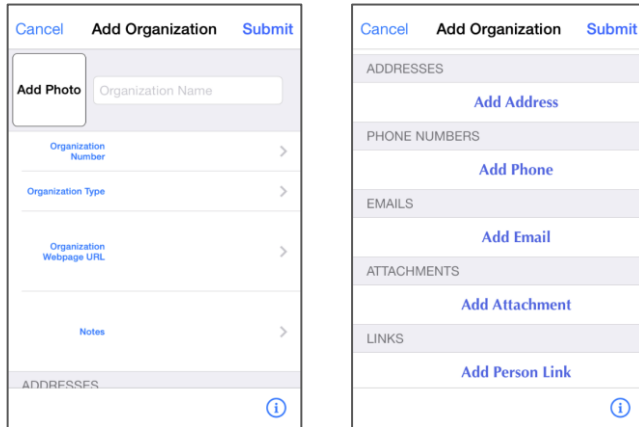 Cancel Add Organization Submit
Add Photo Organization Name
Organization
Number
Organization Type
Organization
Webpage URL
Notes
ADDRESSES
Cancel Add Organization Submit
ADDRESSES
Add Address
PHONE NUMBERS
Add Phone
EMAILS
Add Email
ATTACHMENTS
Add Attachment
LINKS
Add Person Link